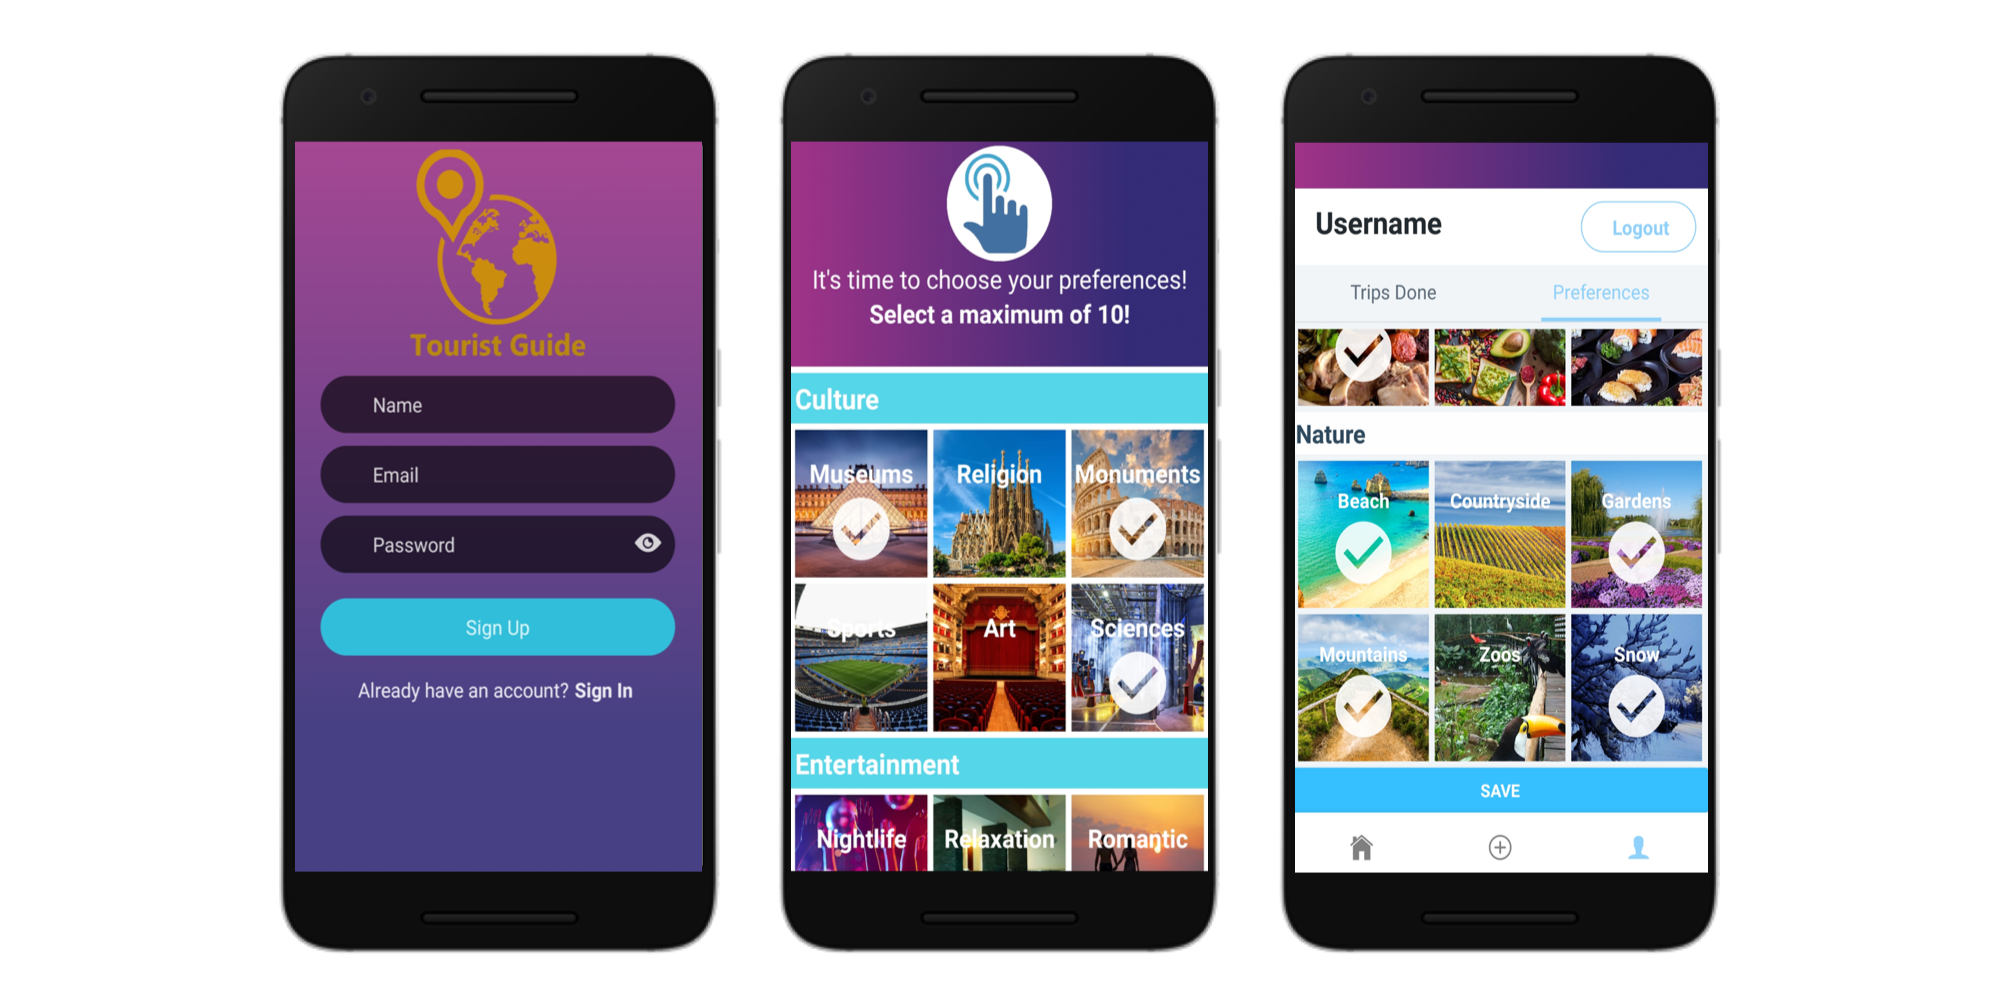 Tourist Guide
Name
Email
Password
Sign Up
Already have an account? Sign In
It's time to choose your preferences!
Select a maximum of 10!
Culture
Museums Religion Monuments
Sports Art Sciences
Entertainment
Nightlife Relaxation Romantic
Username Logout
Trips Done Preferences
Nature
Beach Countryside Gardens
Mountains Zoos Snow
SAVE